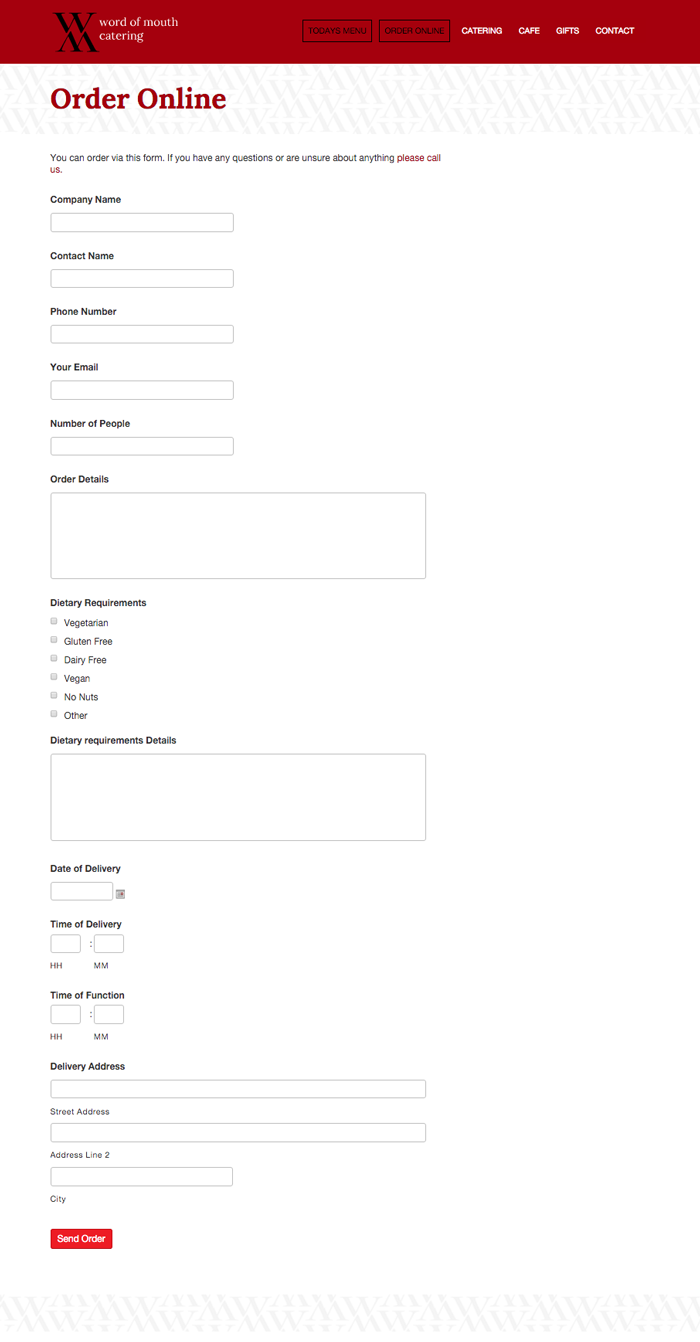 word of mouth
catering
TODAYS MENU ORDER ONLINE CATERING CAFE GIFTS CONTACT
Order Online
You can order via this form. If you have any questions or are unsure about anything please call
us.
Company Name
Contact Name
Phone Number
Your Email
Number of People
Order Details
Dietary Requirements
Vegetarian
Gluten Free
Dairy Free
Vegan
No Nuts
Other
Dietary requirements Details
Date of Delivery
Time of Delivery
:
HH MM
Time of Function
:
HH MM
Delivery Address
Street Address
Address Line 2
City
Send Order